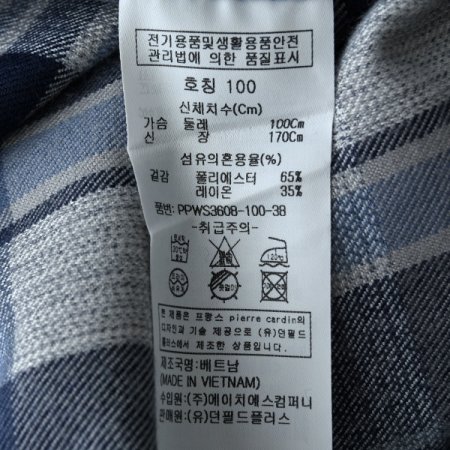 전기용품및생활용품안전
관리법에 의한 품질표시
호칭 100
신체치수(Cm)
가슴 둘레 100Cm
신 장 170Cm
섬유의혼용율(%)
겉감 폴리에스터 65%
레이온 35%
품번: PPWS3608-100-38
-취급주의-
본 제품은 프랑스 pierre cardin의
디자인과 기술 제공으로 (유)던필드
플러스에서 제조한 상품입니다.
제조국명:베트남
(MADE IN VIETNAM)
수입원: (주)에이치에스컴퍼니
판매원: (유)던필드플러스